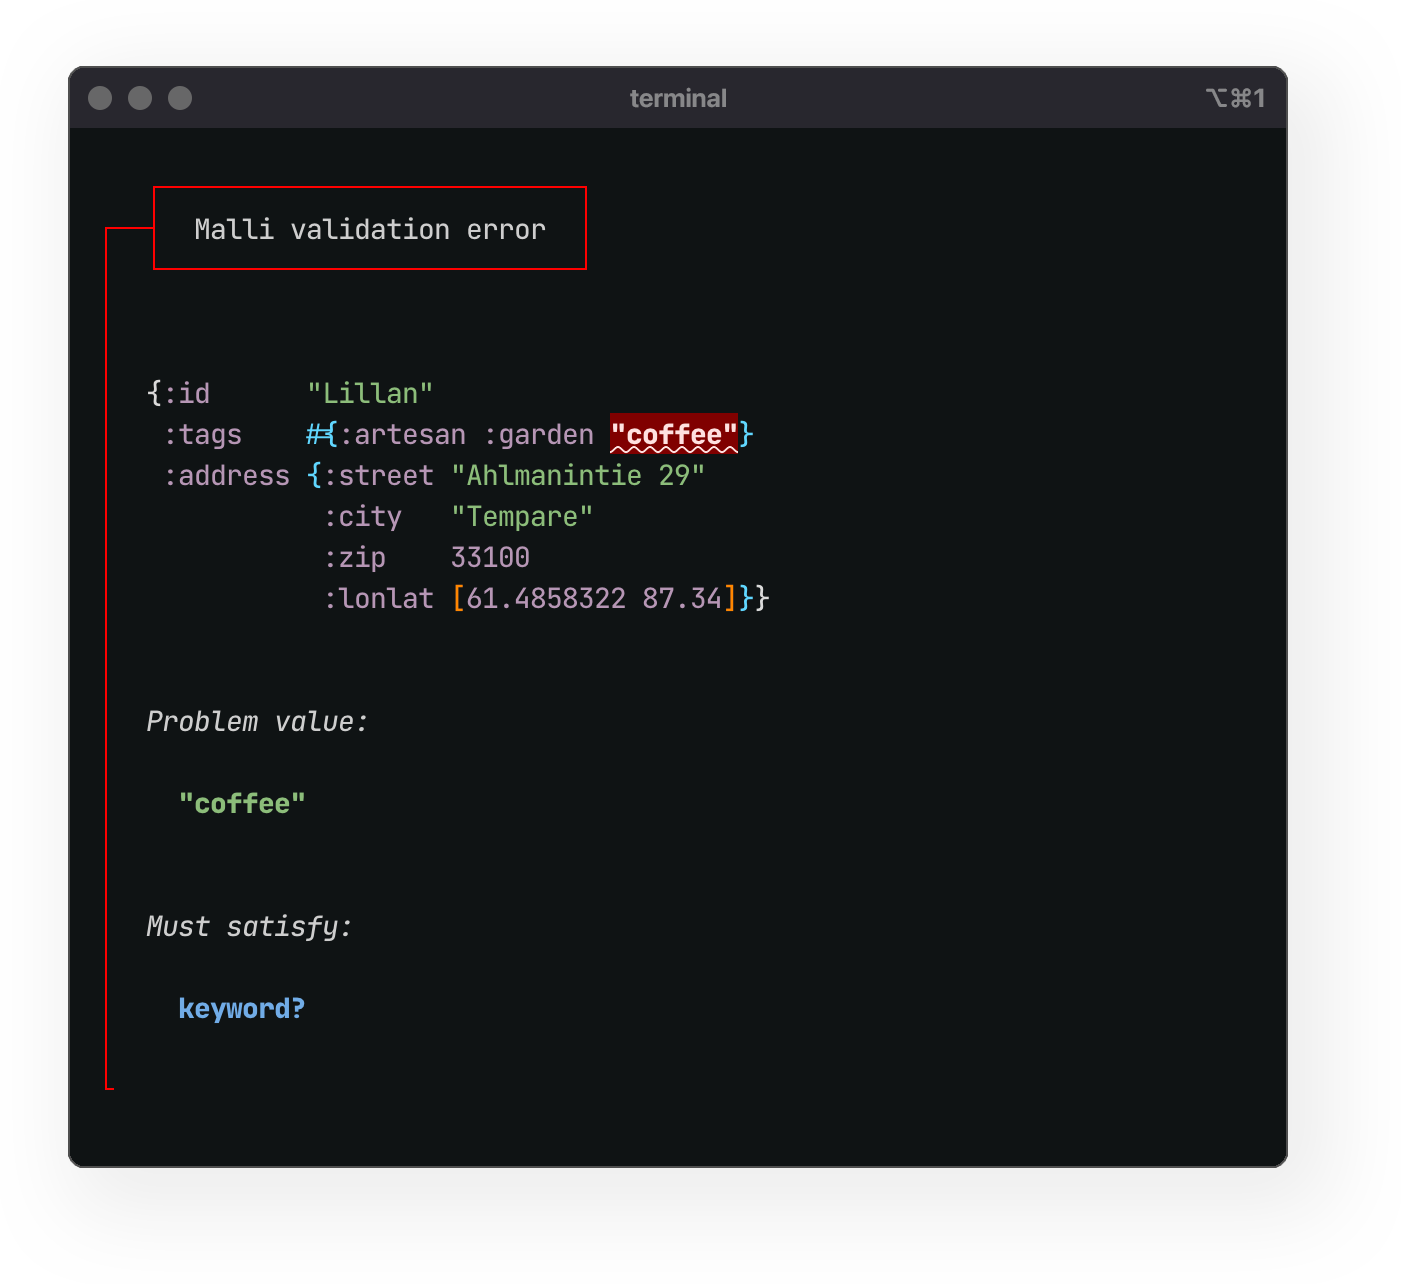 terminal
⌥⌘1
Malli validation error
{:id      "Lillan"
 :tags    #{:artesan :garden "coffee"}
 :address {:street "Ahlmanintie 29"
           :city   "Tempare"
           :zip    33100
           :lonlat [61.4858322 87.34]}}
Problem value:
"coffee"
Must satisfy:
keyword?